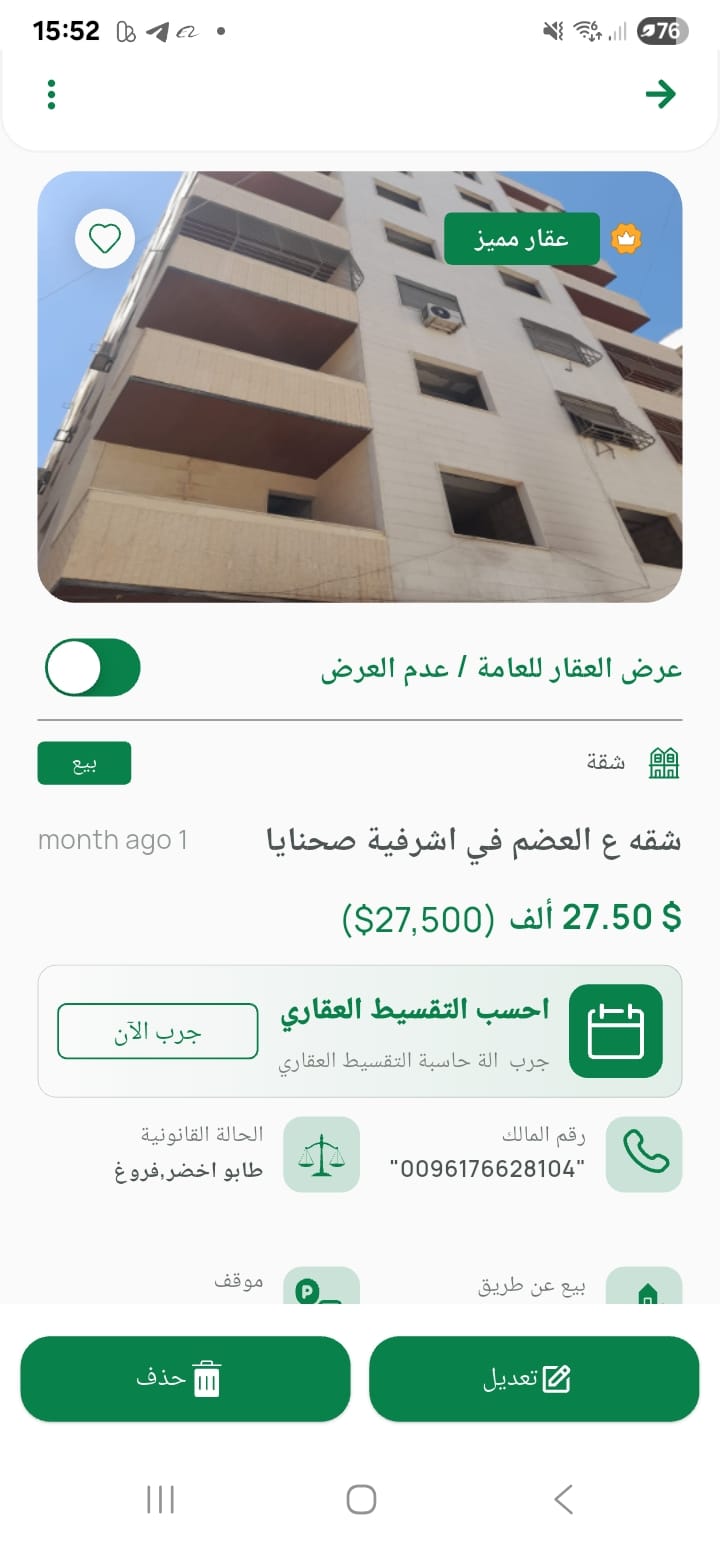 15:52
76
عقار مميز
عرض العقار للعامة / عدم العرض
شقة
بيع
شقه ع العضم في اشرفية صحنايا
1 month ago
$ 27.50 ألف ($27,500)
احسب التقسيط العقاري
جرب الة حاسبة التقسيط العقاري
جرب الآن
رقم المالك
"0096176628104"
الحالة القانونية
طابو اخضر,فروغ
بيع عن طريق
موقف
P
تعديل
حذف